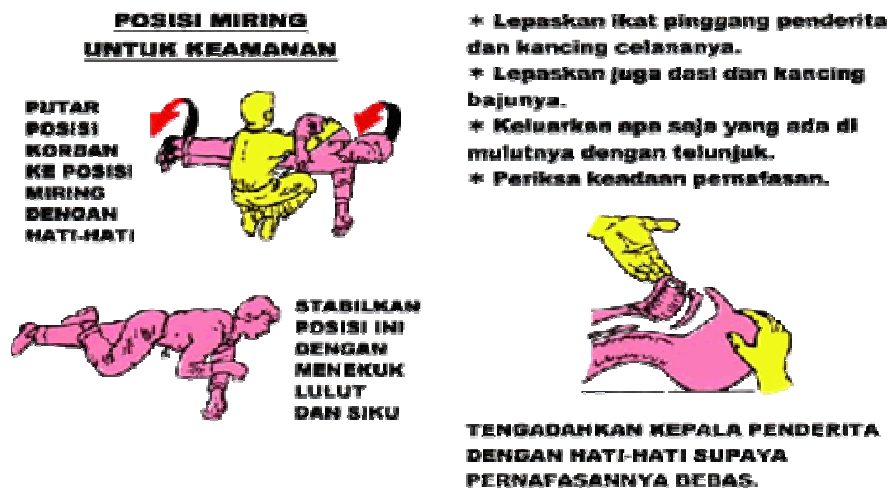 POSISI MIRING
UNTUK KEAMANAN
PUTAR
POSISI
KORBAN
KE POSISI
MIRING
DENGAN
HATI-HATI
STABILKAN
POSISI INI
DENGAN
MENEKUK
LULUT
DAN SIKU
* Lepaskan ikat pinggang penderita
dan kancing celananya.
* Lepaskan juga dasi dan kancing
bajunya.
* Keluarkan apa saja yang ada di
mulutnya dengan telunjuk.
* Periksa keadaan pernafasan.
TENGADAHKAN KEPALA PENDERITA
DENGAN HATI-HATI SUPAYA
PERNAFASANNYA BEBAS.